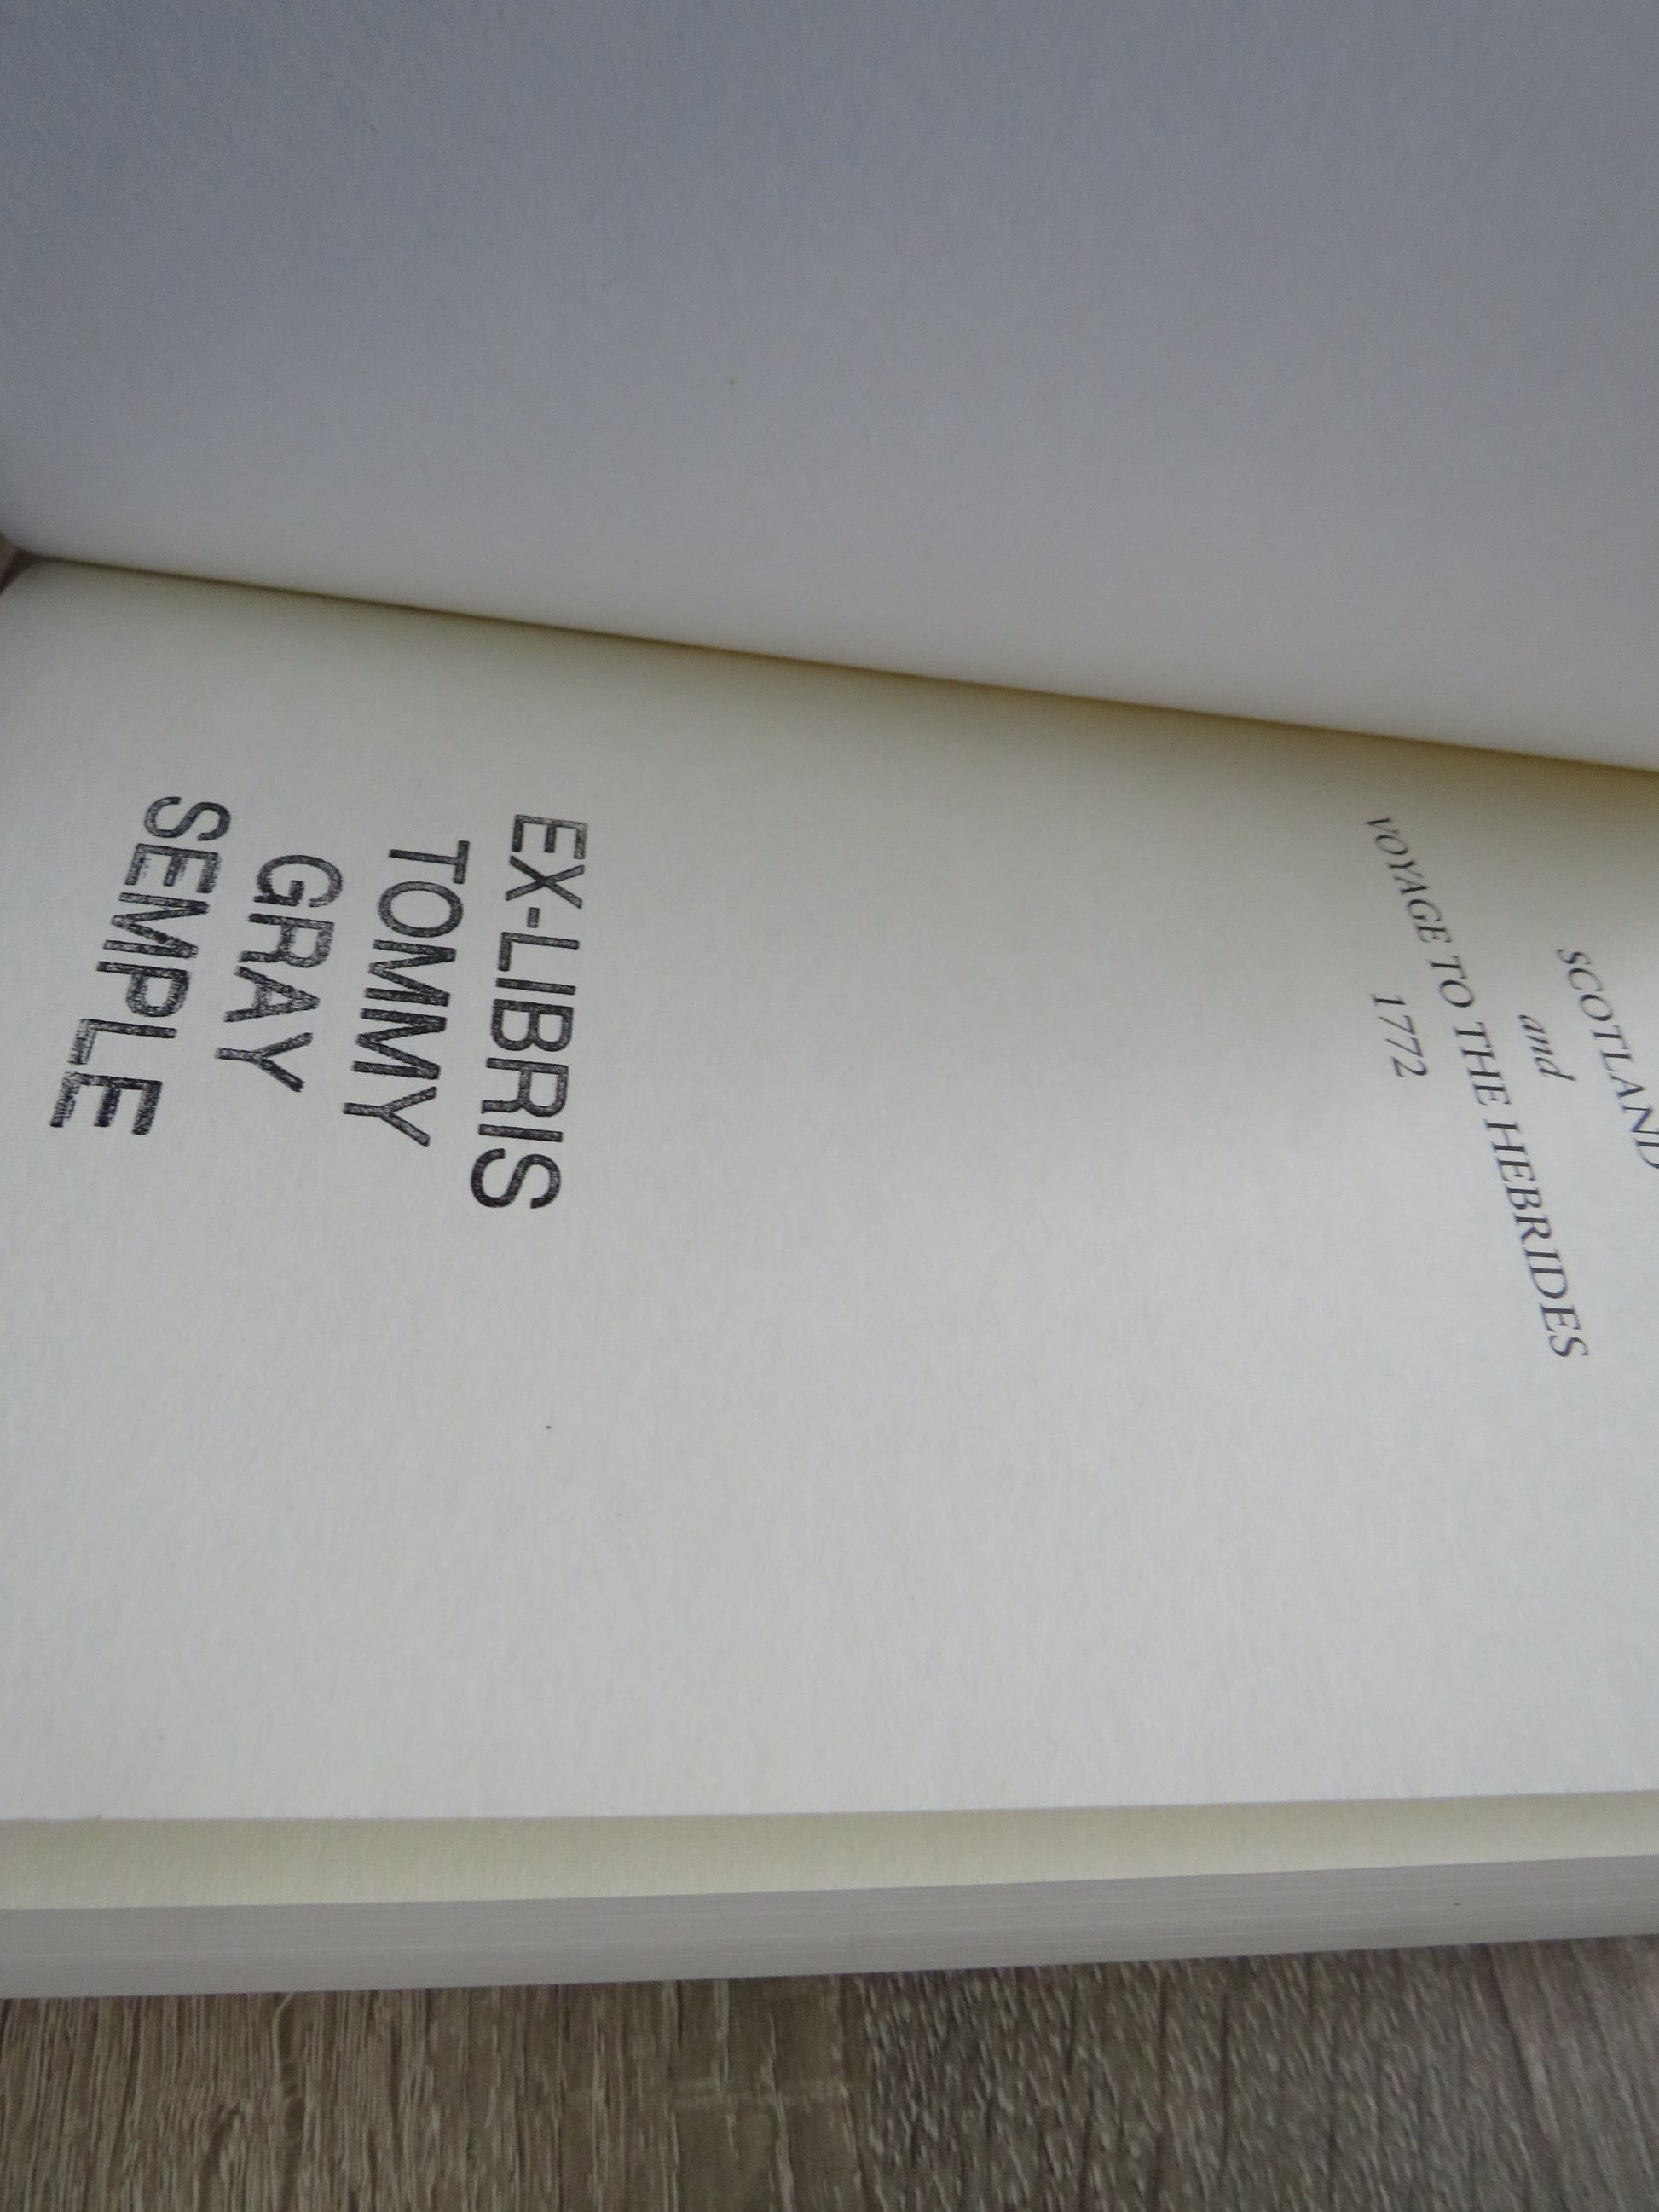 SCOTLAND
and
VOYAGE TO THE HEBRIDES
1772
EX-LIBRIS
TOMMY
GRAY
SEMPLE